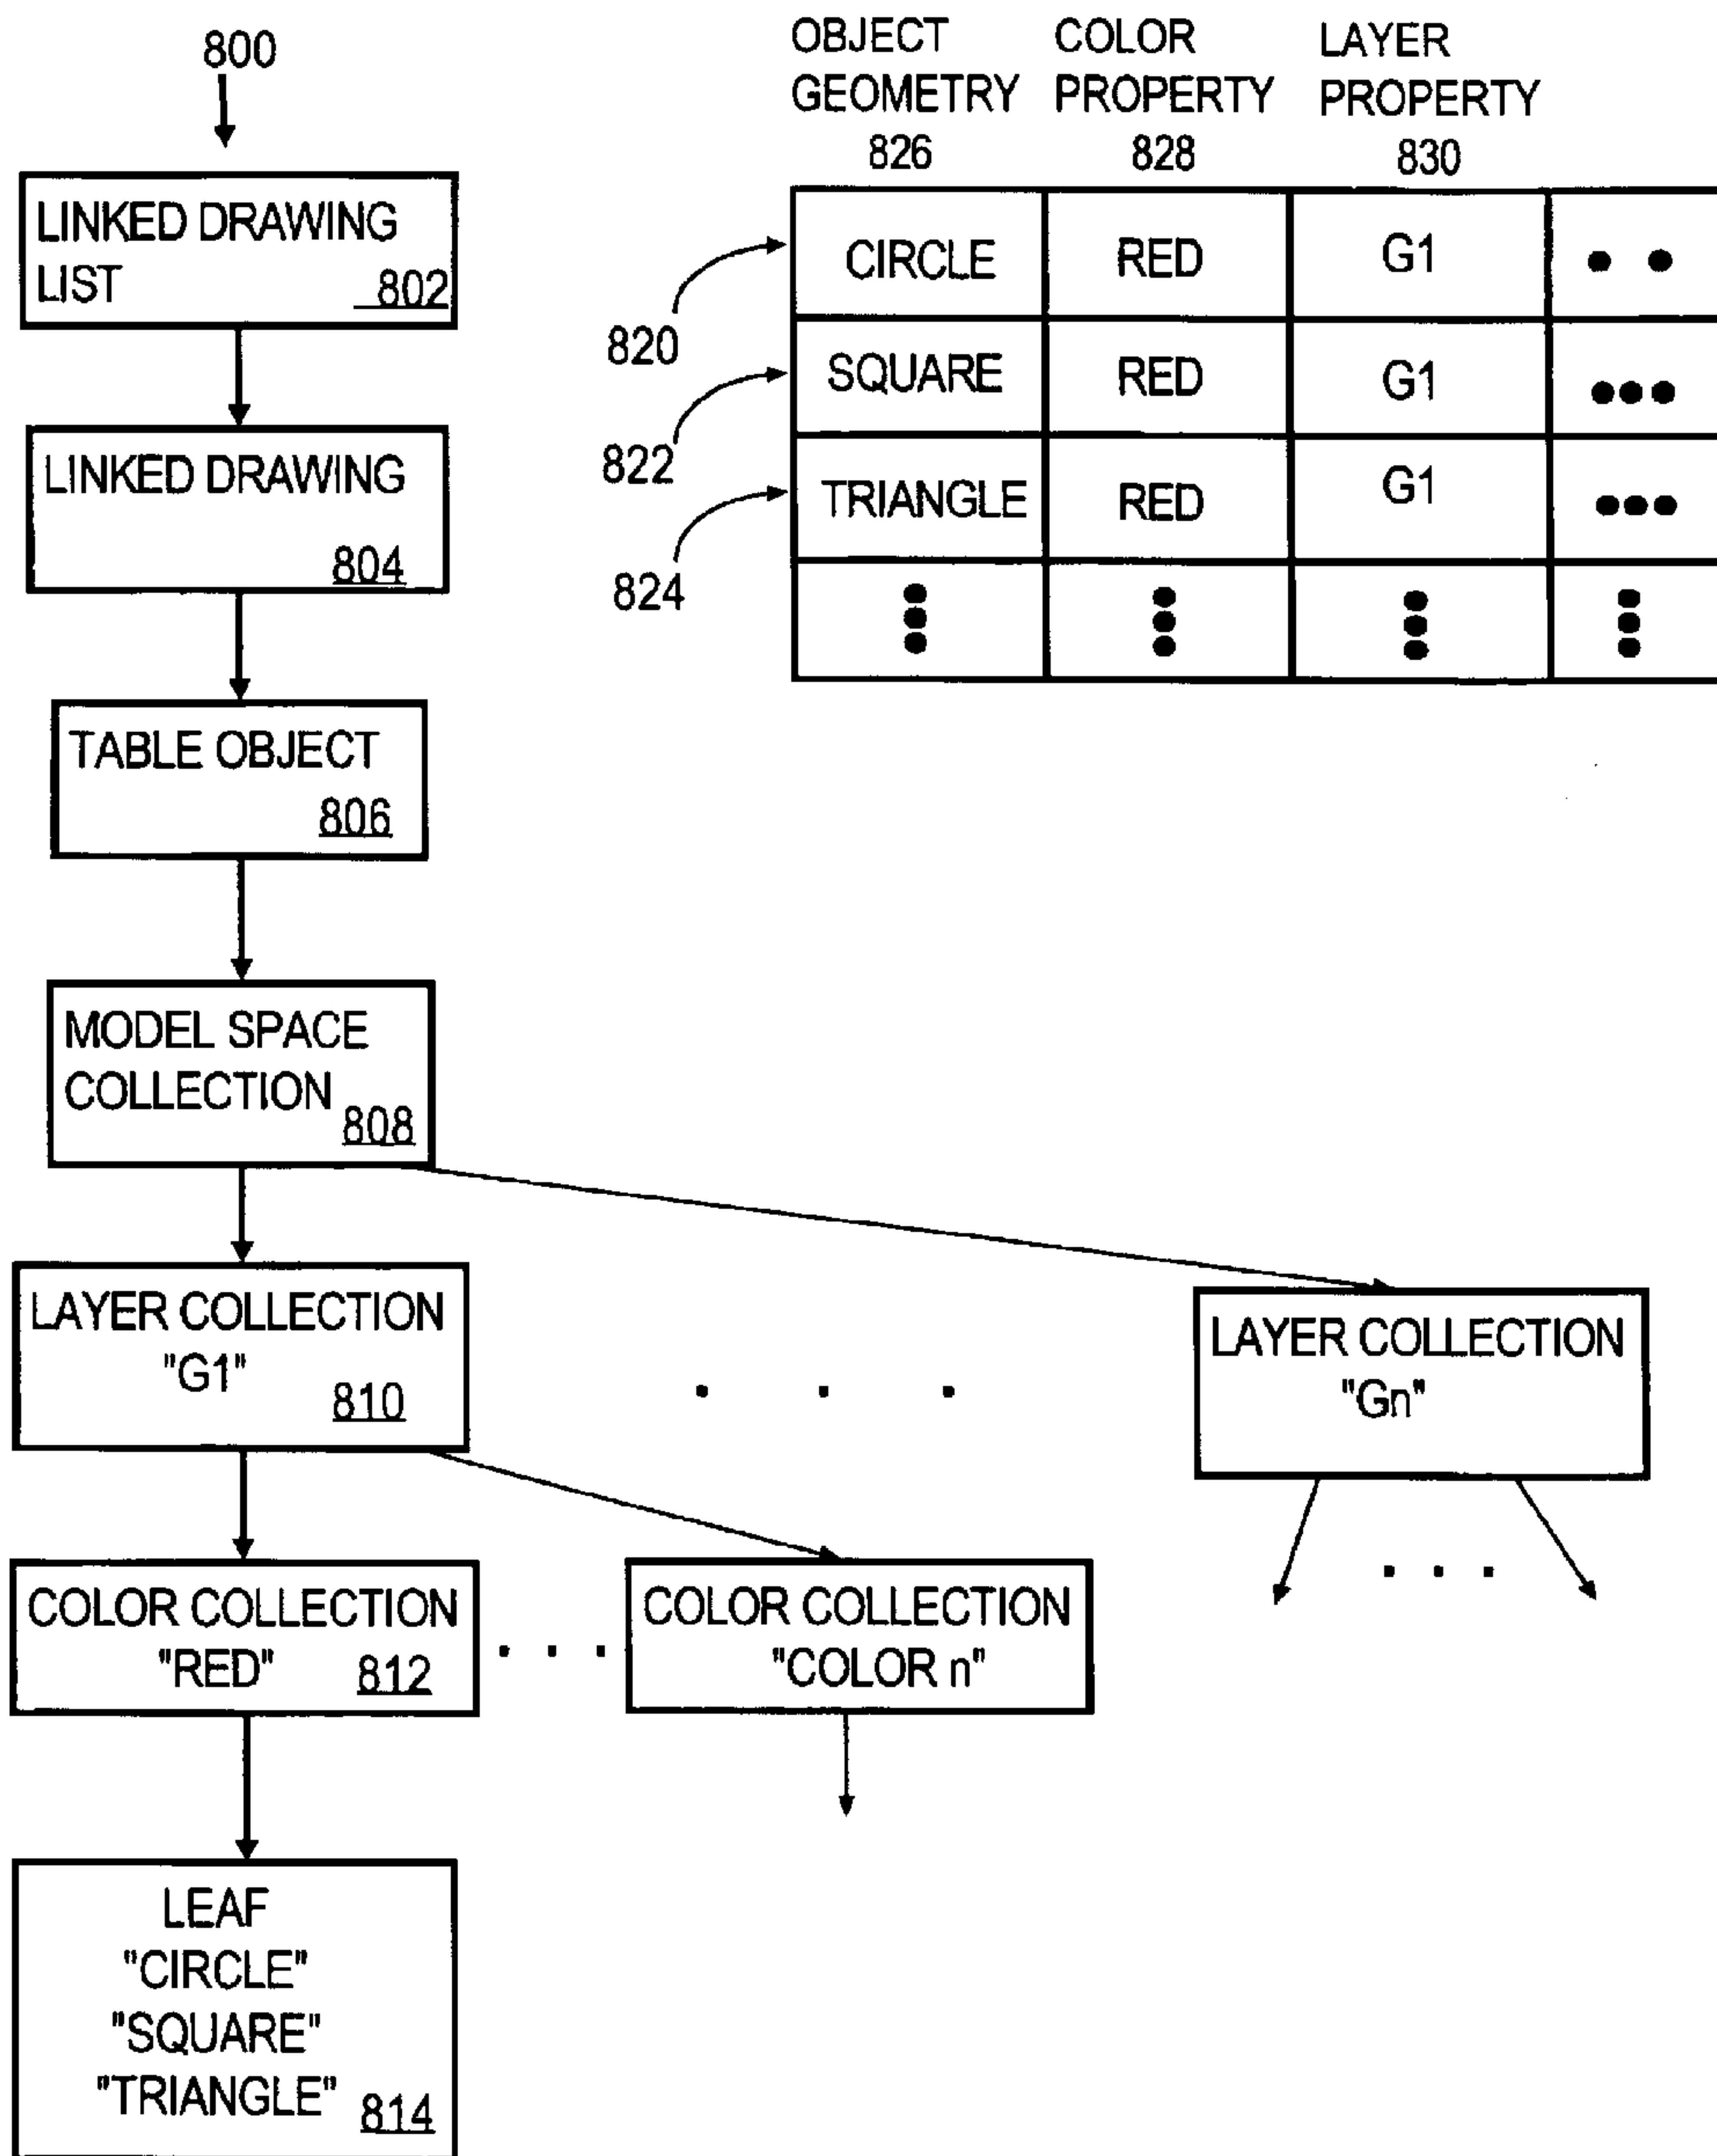 800
LINKED DRAWING
LIST 802
LINKED DRAWING
804
TABLE OBJECT
806
MODEL SPACE
COLLECTION
808
LAYER COLLECTION
"G1"
810
LAYER COLLECTION
"Gn"
COLOR COLLECTION
"RED" 812
COLOR COLLECTION
"COLOR n"
LEAF
"CIRCLE"
"SQUARE"
"TRIANGLE"
814
OBJECT COLOR LAYER
GEOMETRY PROPERTY PROPERTY
826 828 830
CIRCLE RED G1
820
SQUARE RED G1
822
TRIANGLE RED G1
824